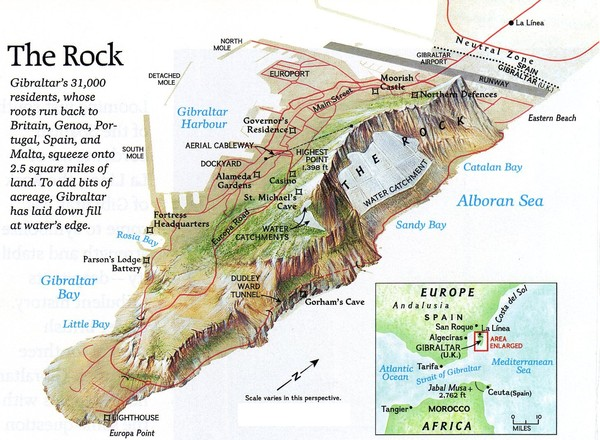 The Rock
Gibraltar's 31,000
residents, whose
roots run back to
Britain, Genoa, Por-
tugal, Spain, and
Malta, squeeze onto
2.5 square miles of
land. To add bits of
acreage, Gibraltar
has laid down fill
at water's edge.
NORTH
MOLE
DETACHED
MOLE
SOUTH
MOLE
La Línea
Neutral Zone
SPAIN
GIBRALTAR (U.K.)
GIBRALTAR
AIRPORT
RUNWAY
Eastern Beach
EUROPORT
Moorish
Castle
Northern Defences
Main Street
Gibraltar
Harbour
Governor's
Residence
AERIAL CABLEWAY
DOCKYARD
HIGHEST
POINT
1,398 ft
THE ROCK
WATER CATCHMENT
Catalan Bay
Alboran Sea
Sandy Bay
Alameda
Gardens
Casino
St. Michael's
Cave
Fortress
Headquarters
Europa Road
WATER
CATCHMENTS
Rosia Bay
Parson's Lodge
Battery
Gibraltar
Bay
DUDLEY
WARD
TUNNEL
Gorham's Cave
Little Bay
LIGHTHOUSE
Europa Point
N
Scale varies in this perspective.
EUROPE
Andalusia
Costa del Sol
SPAIN
San Roque
La Línea
Algeciras
GIBRALTAR
(U.K.)
AREA
ENLARGED
Atlantic
Ocean
Tarifa
Strait of Gibraltar
Mediterranean
Sea
Jabal Musa
2,762 ft
Ceuta (Spain)
Tangier
MOROCCO
AFRICA
0 10
MILES